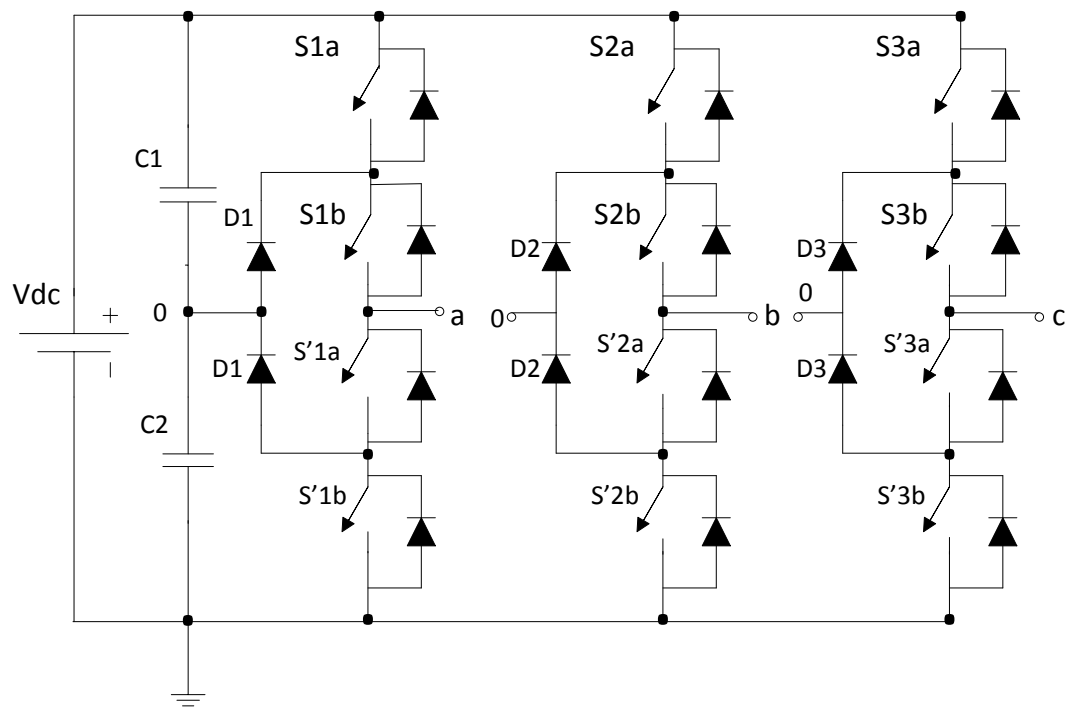 S1a S2a S3a
C1
D1 S1b D2 S2b D3 S3b
Vdc + 0 a 0 b 0 c
−
D1 S’1a D2 S’2a D3 S’3a
C2
S’1b S’2b S’3b